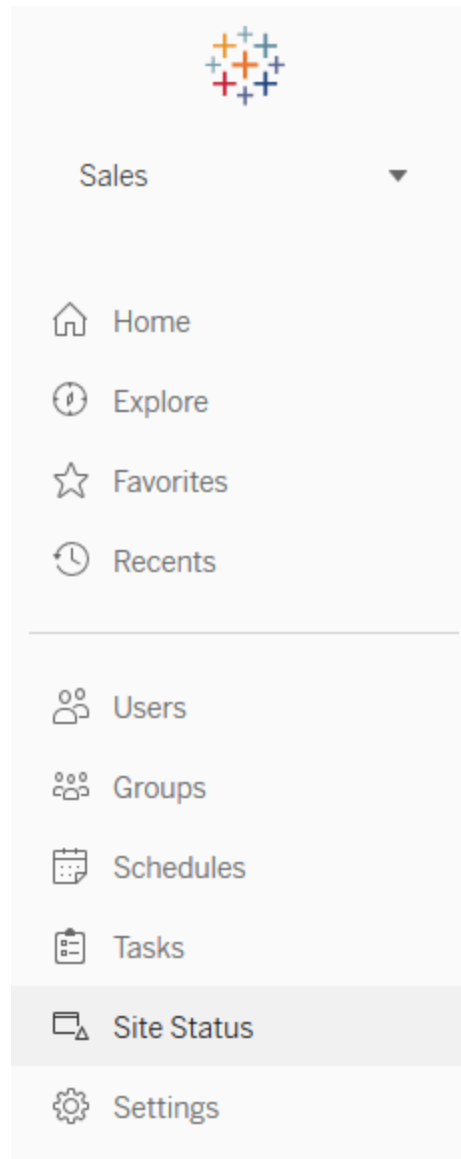 Sales
Home
Explore
Favorites
Recents
Users
Groups
Schedules
Tasks
Site Status
Settings